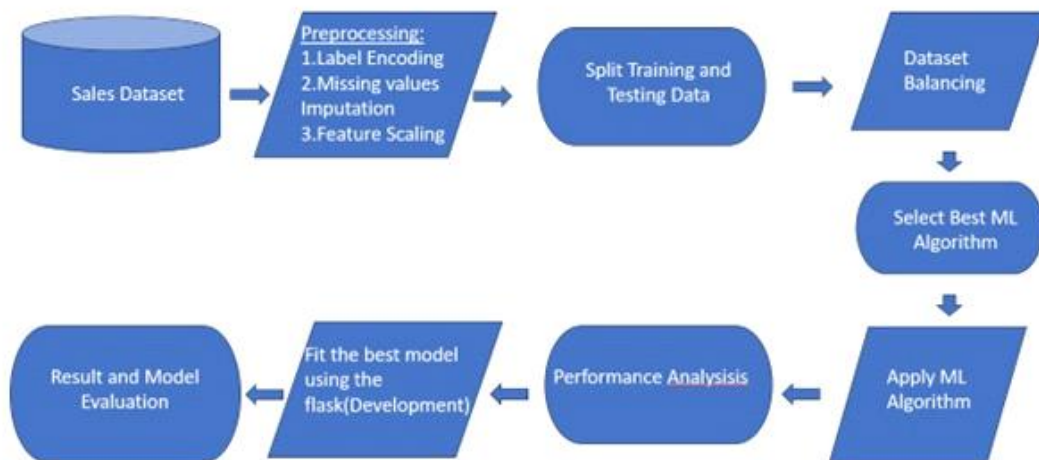 Sales Dataset
Preprocessing:
1.Label Encoding
2.Missing values
Imputation
3.Feature Scaling
Split Training and
Testing Data
Dataset
Balancing
Select Best ML
Algorithm
Apply ML
Algorithm
Performance Analysisis
Fit the best model
using the
flask(Development)
Result and Model
Evaluation